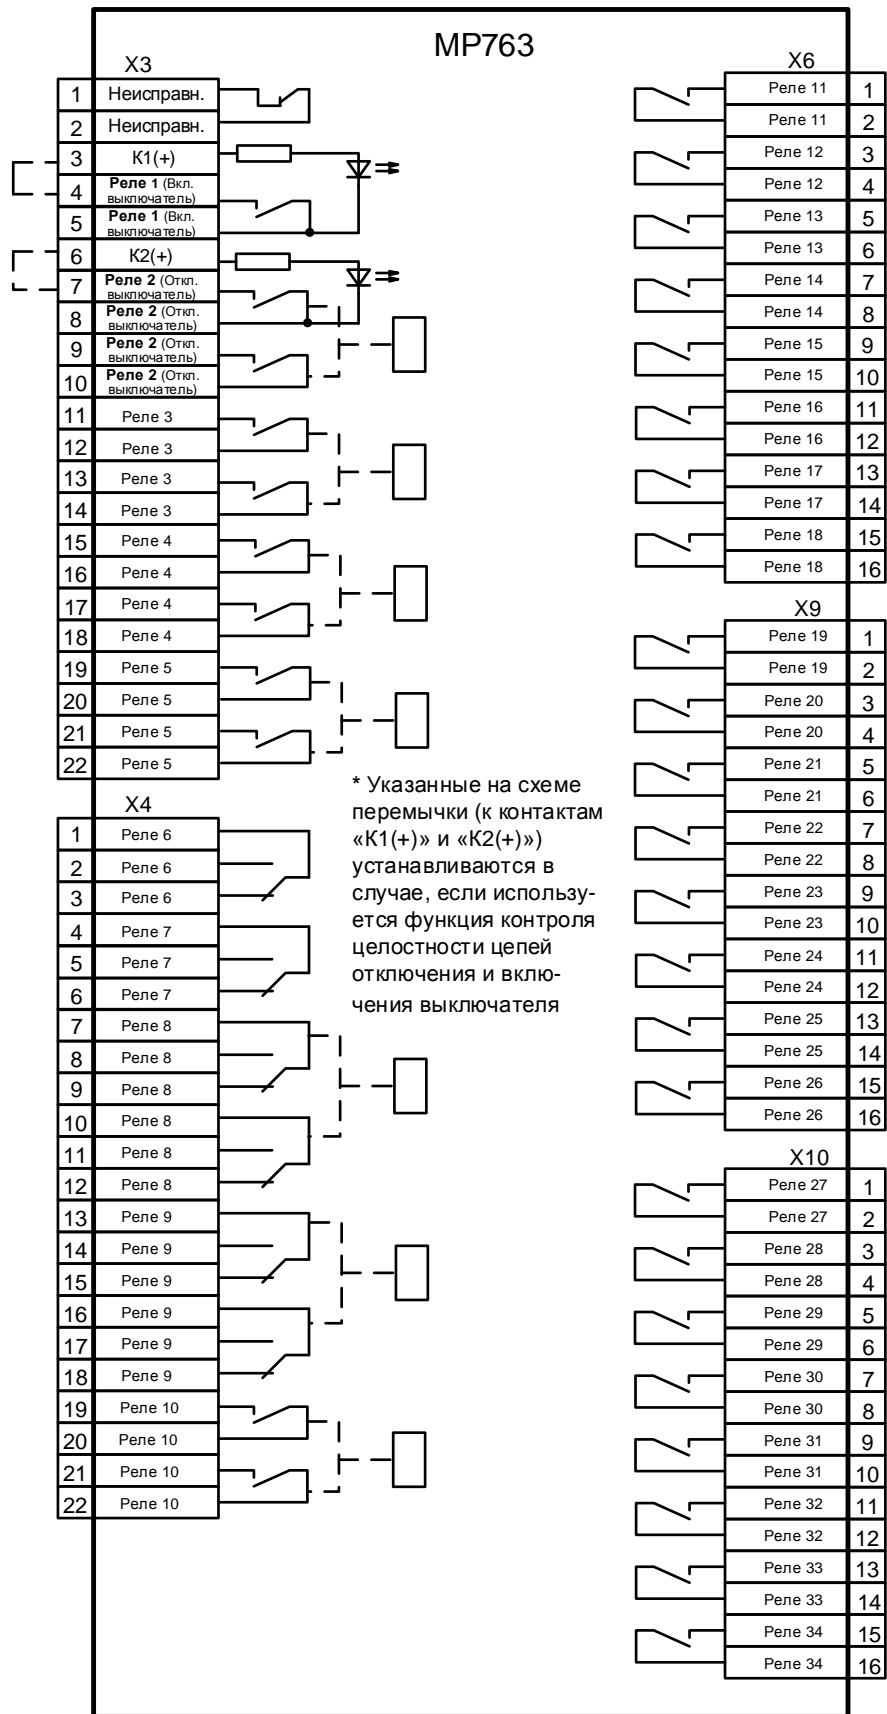 МР763
X3
1 Неисправн.
2 Неисправн.
3 К1(+)
4 Реле 1 (Вкл. выключатель)
5 Реле 1 (Вкл. выключатель)
6 К2(+)
7 Реле 2 (Откл. выключатель)
8 Реле 2 (Откл. выключатель)
9 Реле 2 (Откл. выключатель)
10 Реле 2 (Откл. выключатель)
11 Реле 3
12 Реле 3
13 Реле 3
14 Реле 3
15 Реле 4
16 Реле 4
17 Реле 4
18 Реле 4
19 Реле 5
20 Реле 5
21 Реле 5
22 Реле 5
X4
1 Реле 6
2 Реле 6
3 Реле 6
4 Реле 7
5 Реле 7
6 Реле 7
7 Реле 8
8 Реле 8
9 Реле 8
10 Реле 8
11 Реле 8
12 Реле 8
13 Реле 9
14 Реле 9
15 Реле 9
16 Реле 9
17 Реле 9
18 Реле 9
19 Реле 10
20 Реле 10
21 Реле 10
22 Реле 10
* Указанные на схеме
перемычки (к контактам
«К1(+)» и «К2(+)»)
устанавливаются в
случае, если использу-
ется функция контроля
целостности цепей
отключения и вклю-
чения выключателя
X6
Реле 11 1
Реле 11 2
Реле 12 3
Реле 12 4
Реле 13 5
Реле 13 6
Реле 14 7
Реле 14 8
Реле 15 9
Реле 15 10
Реле 16 11
Реле 16 12
Реле 17 13
Реле 17 14
Реле 18 15
Реле 18 16
X9
Реле 19 1
Реле 19 2
Реле 20 3
Реле 20 4
Реле 21 5
Реле 21 6
Реле 22 7
Реле 22 8
Реле 23 9
Реле 23 10
Реле 24 11
Реле 24 12
Реле 25 13
Реле 25 14
Реле 26 15
Реле 26 16
X10
Реле 27 1
Реле 27 2
Реле 28 3
Реле 28 4
Реле 29 5
Реле 29 6
Реле 30 7
Реле 30 8
Реле 31 9
Реле 31 10
Реле 32 11
Реле 32 12
Реле 33 13
Реле 33 14
Реле 34 15
Реле 34 16